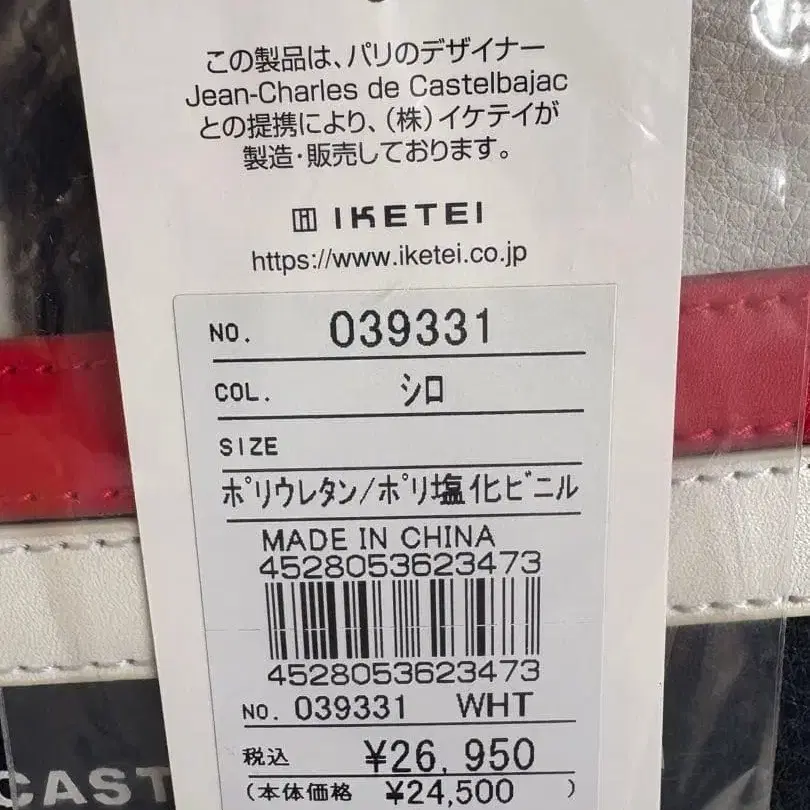 この製品は、パリのデザイナー
Jean-Charles de Castelbajac
との提携により、(株)イケテイが
製造・販売しております。
IKETEI
https://www.iketei.co.jp
NO. 039331
COL. シロ
SIZE
ポリウレタン/ポリ塩化ビニル
MADE IN CHINA
4528053623473
4528053623473
NO. 039331 WHT
税込 ¥26,950
(本体価格 ¥24,500 )
CAST